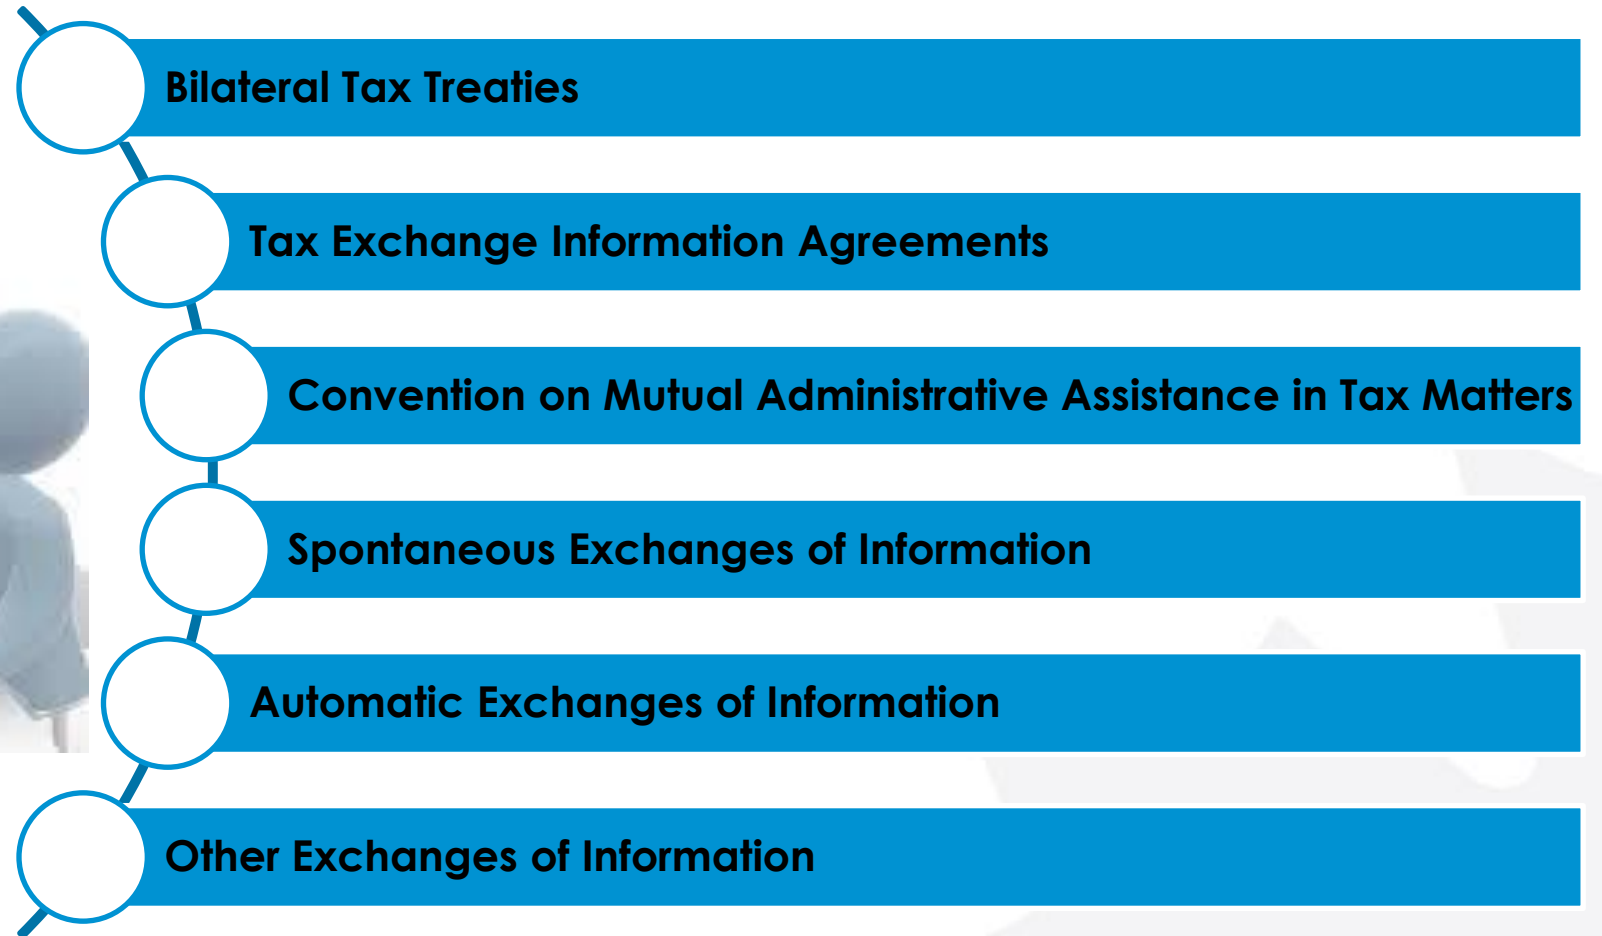 Bilateral Tax Treaties
Tax Exchange Information Agreements
Convention on Mutual Administrative Assistance in Tax Matters
Spontaneous Exchanges of Information
Automatic Exchanges of Information
Other Exchanges of Information